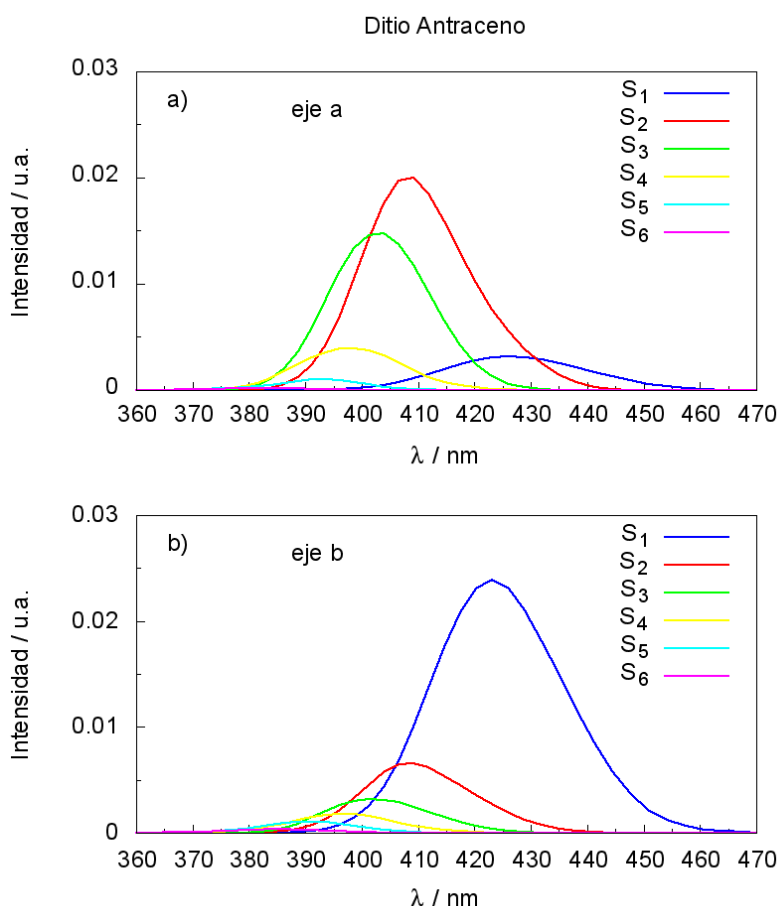 Ditio Antraceno
Intensidad / u.a.
0.03
0.02
0.01
0
a)
eje a
S1
S2
S3
S4
S5
S6
360 370 380 390 400 410 420 430 440 450 460 470
λ / nm
Intensidad / u.a.
0.03
0.02
0.01
0
b)
eje b
S1
S2
S3
S4
S5
S6
360 370 380 390 400 410 420 430 440 450 460 470
λ / nm